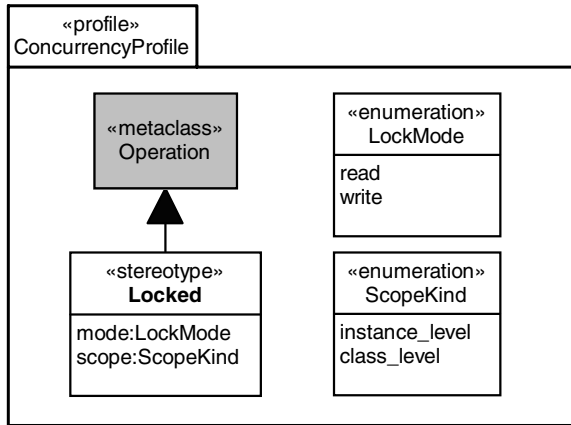 «profile»
ConcurrencyProfile
«metaclass»
Operation
«enumeration»
LockMode
read
write
«stereotype»
Locked
mode:LockMode
scope:ScopeKind
«enumeration»
ScopeKind
instance_level
class_level